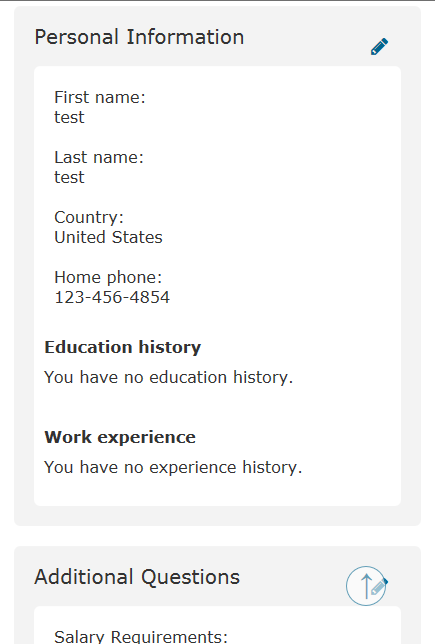 Personal Information
First name:
test
Last name:
test
Country:
United States
Home phone:
123-456-4854
Education history
You have no education history.
Work experience
You have no experience history.
Additional Questions
Salary Requirements: